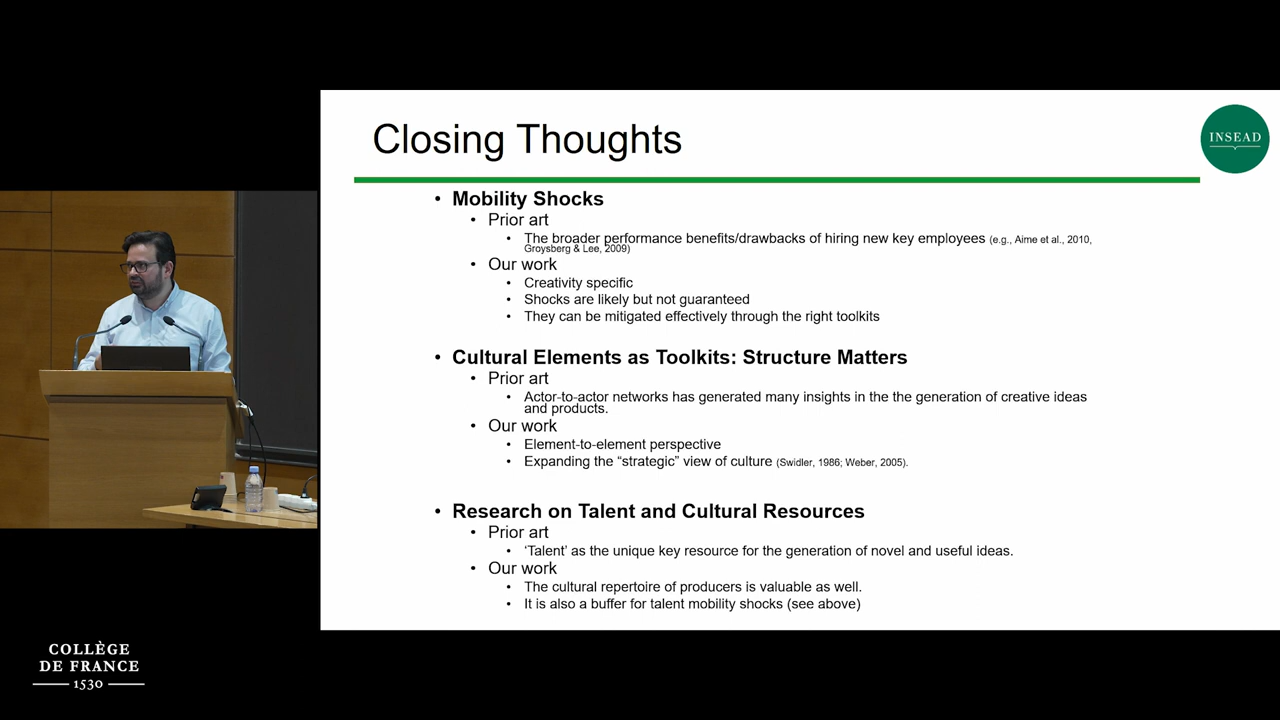 Closing Thoughts
INSEAD
• Mobility Shocks
• Prior art
• The broader performance benefits/drawbacks of hiring new key employees (e.g., Aime et al., 2010,
Groysberg & Lee, 2009)
• Our work
• Creativity specific
• Shocks are likely but not guaranteed
• They can be mitigated effectively through the right toolkits
• Cultural Elements as Toolkits: Structure Matters
• Prior art
• Actor-to-actor networks has generated many insights in the the generation of creative ideas
and products.
• Our work
• Element-to-element perspective
• Expanding the “strategic” view of culture (Swidler, 1986; Weber, 2005).
• Research on Talent and Cultural Resources
• Prior art
• ‘Talent’ as the unique key resource for the generation of novel and useful ideas.
• Our work
• The cultural repertoire of producers is valuable as well.
• It is also a buffer for talent mobility shocks (see above)
COLLÈGE
DE FRANCE
1530